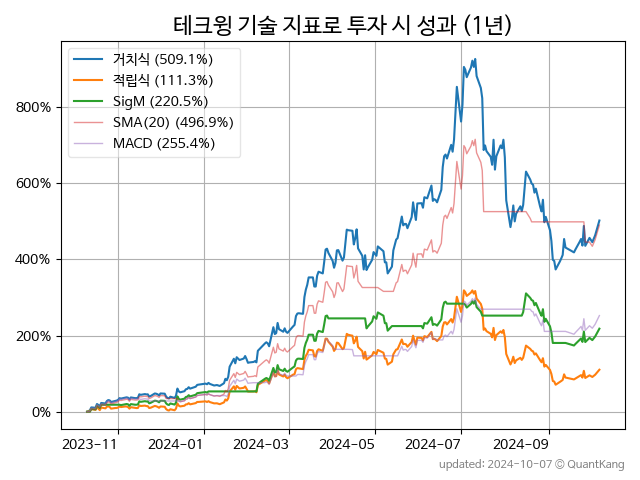 테크윙 기술 지표로 투자 시 성과 (1년)
거치식 (509.1%)
적립식 (111.3%)
SigM (220.5%)
SMA(20) (496.9%)
MACD (255.4%)
800%
600%
400%
200%
0%
2023-11 2024-01 2024-03 2024-05 2024-07 2024-09
updated: 2024-10-07 © QuantKang